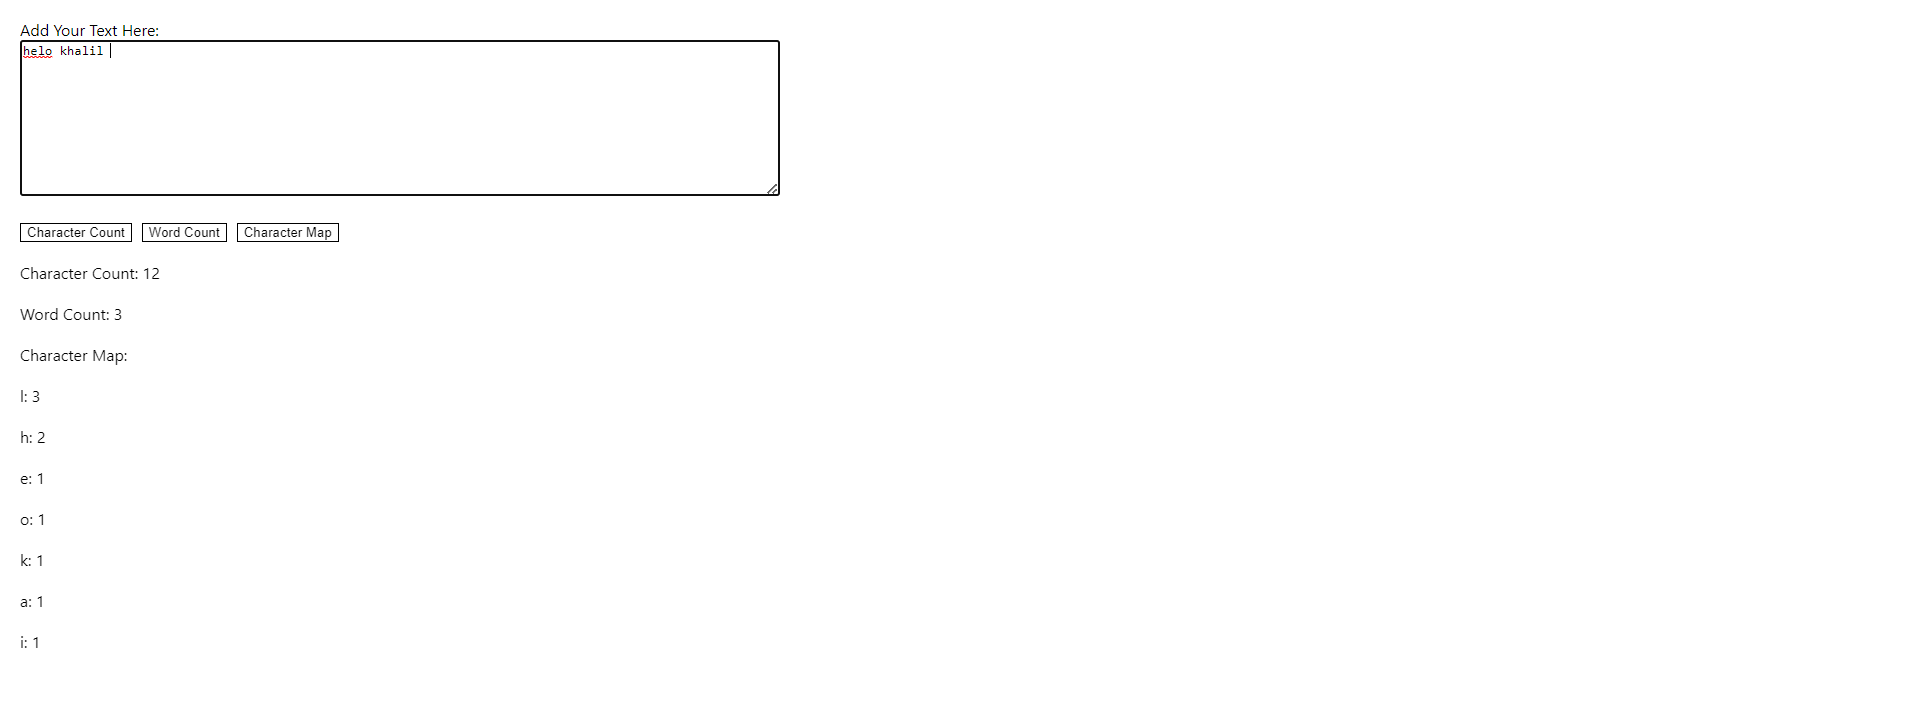 Add Your Text Here:
helo khalil
Character Count Word Count Character Map
Character Count: 12
Word Count: 3
Character Map:
l: 3
h: 2
e: 1
o: 1
k: 1
a: 1
i: 1